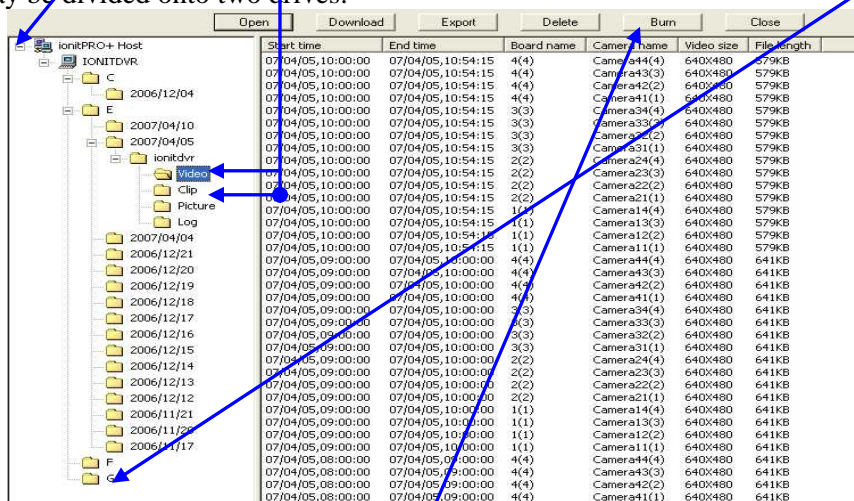 ay be divided onto two drives.
Open Download Export Delete Burn Close
ionitPRO+ Host
IONITDVR
C
2006/12/04
E
2007/04/10
2007/04/05
ionitdvr
Video
Clip
Picture
Log
2007/04/04
2006/12/21
2006/12/20
2006/12/19
2006/12/18
2006/12/17
2006/12/16
2006/12/15
2006/12/14
2006/12/13
2006/12/12
2006/11/21
2006/11/20
2006/11/17
F
G
Start time End time Board name Camera name Video size File length
07/04/05,10:00:00 07/04/05,10:54:15 4(4) Camera44(4) 640X480 579KB
07/04/05,10:00:00 07/04/05,10:54:15 4(4) Camera43(3) 640X480 579KB
07/04/05,10:00:00 07/04/05,10:54:15 4(4) Camera42(2) 640X480 579KB
07/04/05,10:00:00 07/04/05,10:54:15 4(4) Camera41(1) 640X480 579KB
07/04/05,10:00:00 07/04/05,10:54:15 3(3) Camera34(4) 640X480 579KB
07/04/05,10:00:00 07/04/05,10:54:15 3(3) Camera33(3) 640X480 579KB
07/04/05,10:00:00 07/04/05,10:54:15 3(3) Camera32(2) 640X480 579KB
07/04/05,10:00:00 07/04/05,10:54:15 3(3) Camera31(1) 640X480 579KB
07/04/05,10:00:00 07/04/05,10:54:15 2(2) Camera24(4) 640X480 579KB
07/04/05,10:00:00 07/04/05,10:54:15 2(2) Camera23(3) 640X480 579KB
07/04/05,10:00:00 07/04/05,10:54:15 2(2) Camera22(2) 640X480 579KB
07/04/05,10:00:00 07/04/05,10:54:15 2(2) Camera21(1) 640X480 579KB
07/04/05,10:00:00 07/04/05,10:54:15 1(1) Camera14(4) 640X480 579KB
07/04/05,10:00:00 07/04/05,10:54:15 1(1) Camera13(3) 640X480 579KB
07/04/05,10:00:00 07/04/05,10:54:15 1(1) Camera12(2) 640X480 579KB
07/04/05,10:00:00 07/04/05,10:54:15 1(1) Camera11(1) 640X480 579KB
07/04/05,09:00:00 07/04/05,10:00:00 4(4) Camera44(4) 640X480 641KB
07/04/05,09:00:00 07/04/05,10:00:00 4(4) Camera43(3) 640X480 641KB
07/04/05,09:00:00 07/04/05,10:00:00 4(4) Camera42(2) 640X480 641KB
07/04/05,09:00:00 07/04/05,10:00:00 4(4) Camera41(1) 640X480 641KB
07/04/05,09:00:00 07/04/05,10:00:00 3(3) Camera34(4) 640X480 641KB
07/04/05,09:00:00 07/04/05,10:00:00 3(3) Camera33(3) 640X480 641KB
07/04/05,09:00:00 07/04/05,10:00:00 3(3) Camera32(2) 640X480 641KB
07/04/05,09:00:00 07/04/05,10:00:00 3(3) Camera31(1) 640X480 641KB
07/04/05,09:00:00 07/04/05,10:00:00 2(2) Camera24(4) 640X480 641KB
07/04/05,09:00:00 07/04/05,10:00:00 2(2) Camera23(3) 640X480 641KB
07/04/05,09:00:00 07/04/05,10:00:00 2(2) Camera22(2) 640X480 641KB
07/04/05,09:00:00 07/04/05,10:00:00 2(2) Camera21(1) 640X480 641KB
07/04/05,09:00:00 07/04/05,10:00:00 1(1) Camera14(4) 640X480 641KB
07/04/05,09:00:00 07/04/05,10:00:00 1(1) Camera13(3) 640X480 641KB
07/04/05,09:00:00 07/04/05,10:00:00 1(1) Camera12(2) 640X480 641KB
07/04/05,09:00:00 07/04/05,10:00:00 1(1) Camera11(1) 640X480 641KB
07/04/05,08:00:00 07/04/05,09:00:00 4(4) Camera44(4) 640X480 641KB
07/04/05,08:00:00 07/04/05,09:00:00 4(4) Camera43(3) 640X480 641KB
07/04/05,08:00:00 07/04/05,09:00:00 4(4) Camera42(2) 640X480 641KB
07/04/05,08:00:00 07/04/05,09:00:00 4(4) Camera41(1) 640X480 641KB